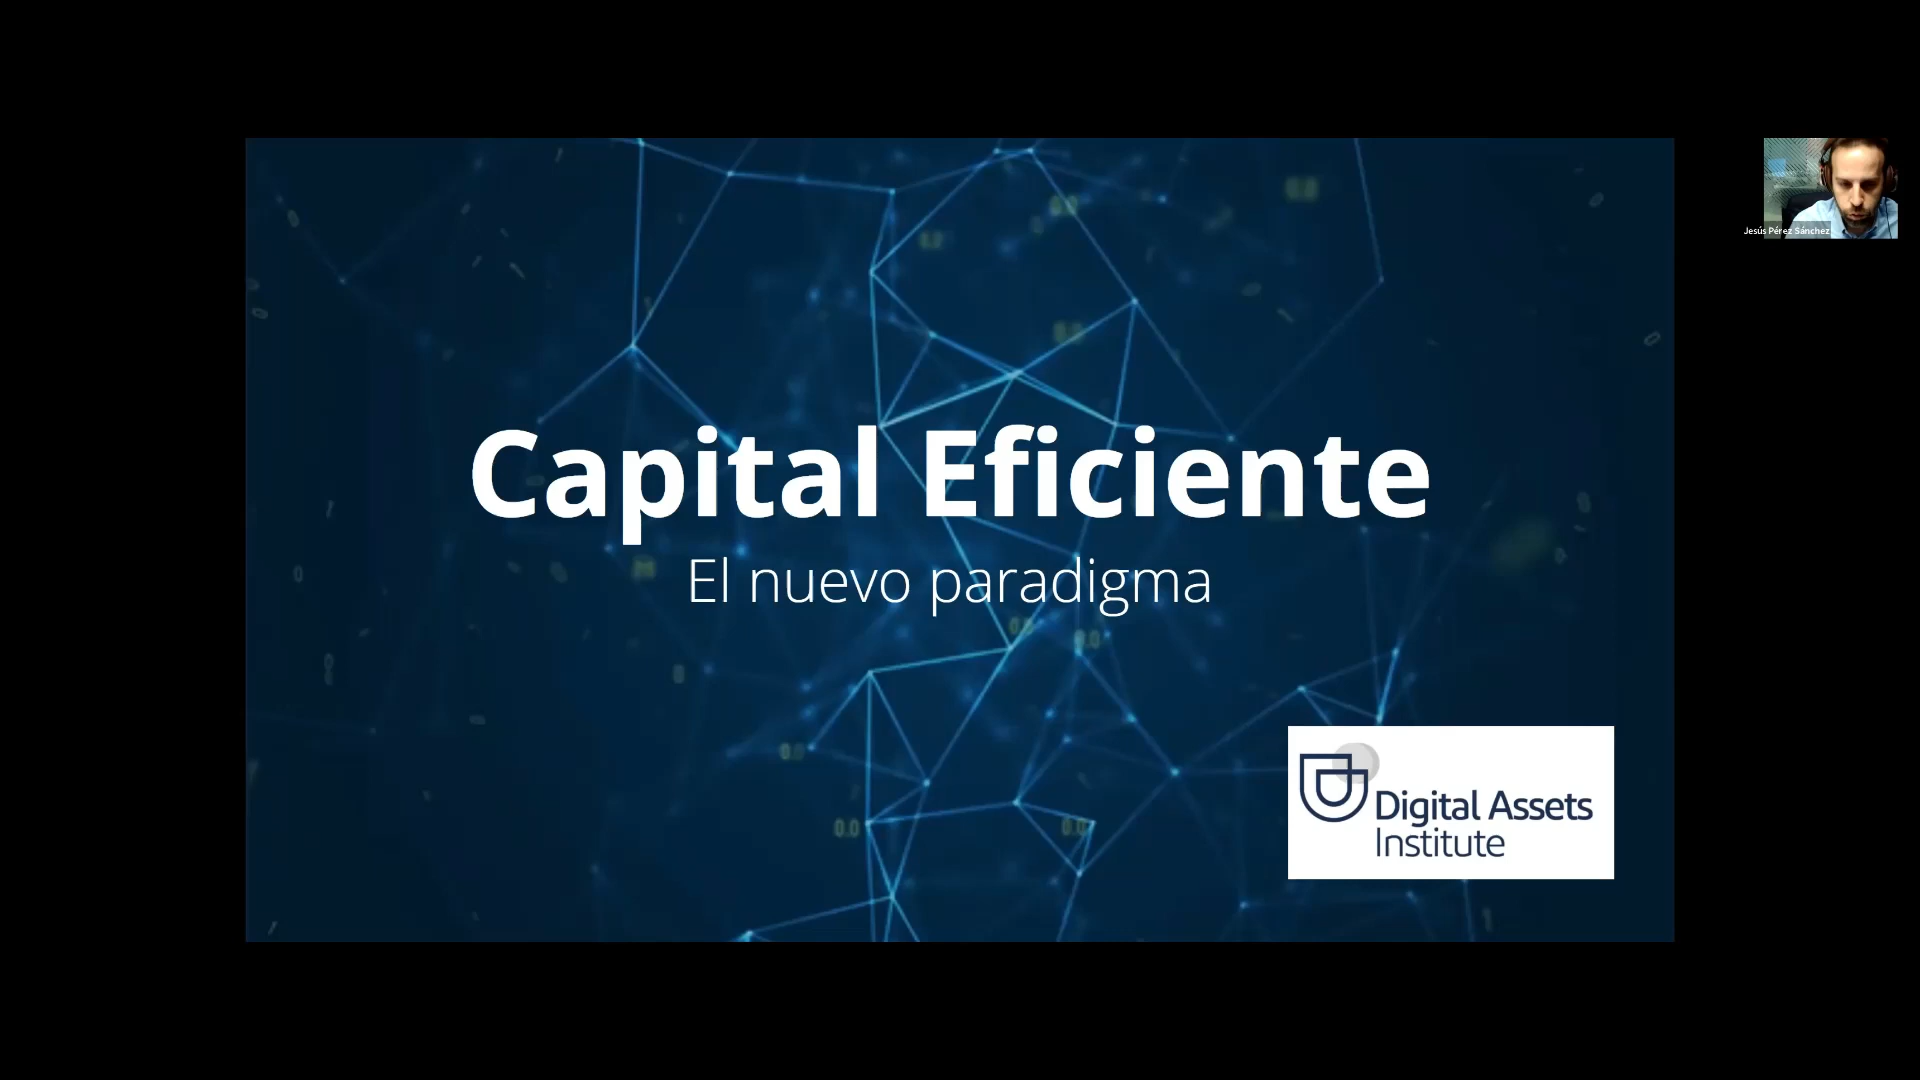 Jesús Pérez Sánchez
Capital Eficiente
El nuevo paradigma
Digital Assets
Institute